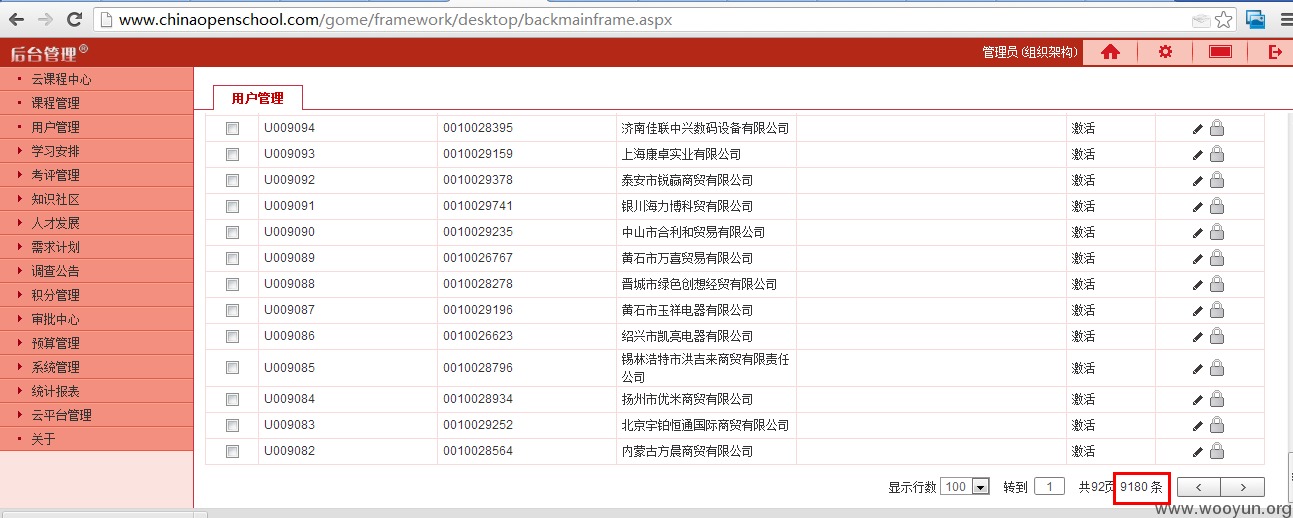 www.chinaopenschool.com/gome/framework/desktop/backmainframe.aspx
后台管理® 管理员(组织架构)
云课程中心
课程管理
用户管理
学习安排
考评管理
知识社区
人才发展
需求计划
调查公告
积分管理
审批中心
预算管理
系统管理
统计报表
云平台管理
关于
用户管理
U009094 0010028395 济南佳联中兴数码设备有限公司 激活
U009093 0010029159 上海康卓实业有限公司 激活
U009092 0010029378 泰安市锐赢商贸有限公司 激活
U009091 0010029741 银川海力博科贸有限公司 激活
U009090 0010029235 中山市合利和贸易有限公司 激活
U009089 0010026767 黄石市万喜贸易有限公司 激活
U009088 0010028278 晋城市绿色创想经贸有限公司 激活
U009087 0010029196 黄石市玉祥电器有限公司 激活
U009086 0010026623 绍兴市凯亮电器有限公司 激活
U009085 0010028796 锡林浩特市洪吉来商贸有限责任 激活
公司
U009084 0010028934 扬州市优米商贸有限公司 激活
U009083 0010029252 北京宇铂恒通国际商贸有限公司 激活
U009082 0010028564 内蒙古方晨商贸有限公司 激活
显示行数 100 转到 1 共92页 9180 条 < >
www.wooyun.org